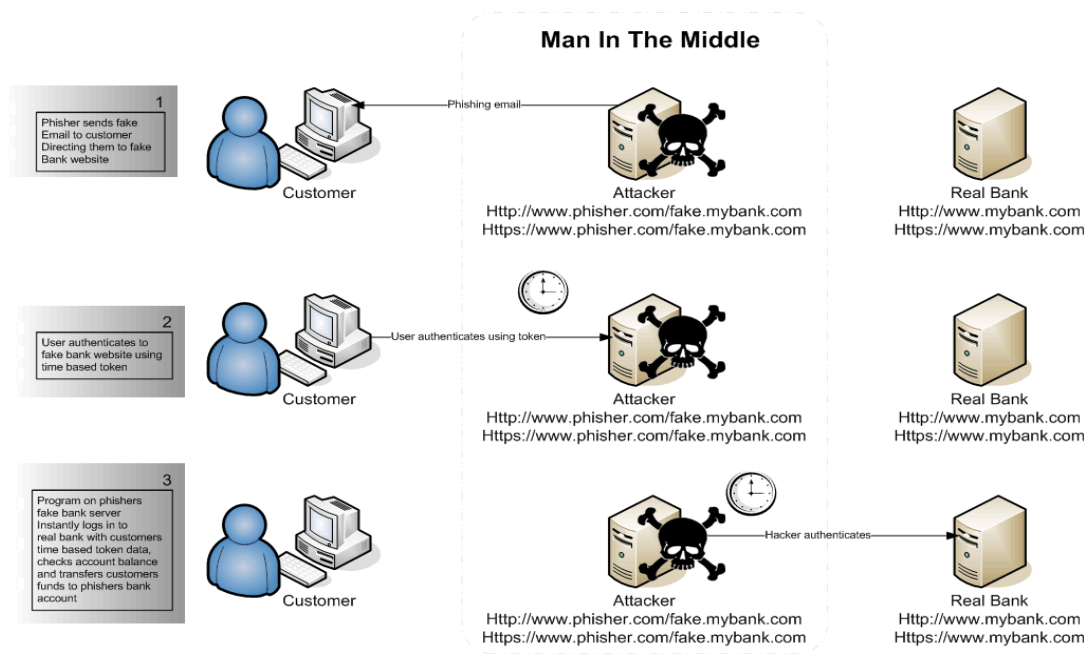 Man In The Middle
1
Phisher sends fake
Email to customer
Directing them to fake
Bank website
Phishing email
Customer
Attacker
Http://www.phisher.com/fake.mybank.com
Https://www.phisher.com/fake.mybank.com
Real Bank
Http://www.mybank.com
Https://www.mybank.com
2
User authenticates to
fake bank website using
time based token
User authenticates using token
Customer
Attacker
Http://www.phisher.com/fake.mybank.com
Https://www.phisher.com/fake.mybank.com
Real Bank
Http://www.mybank.com
Https://www.mybank.com
3
Program on phishers
fake bank server
Instantly logs in to
real bank with customers
time based token data,
checks account balance
and transfers customers
funds to phishers bank
account
Hacker authenticates
Customer
Attacker
Http://www.phisher.com/fake.mybank.com
Https://www.phisher.com/fake.mybank.com
Real Bank
Http://www.mybank.com
Https://www.mybank.com